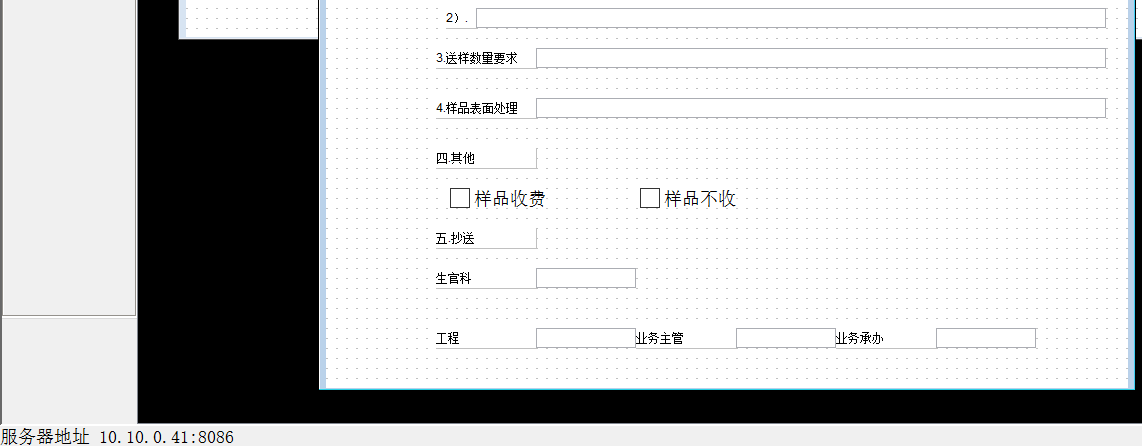 2）.
3.送样数量要求
4.样品表面处理
四.其他
样品收费 样品不收
五.抄送
生官科
工程 业务主管 业务承办
服务器地址 10.10.0.41:8086